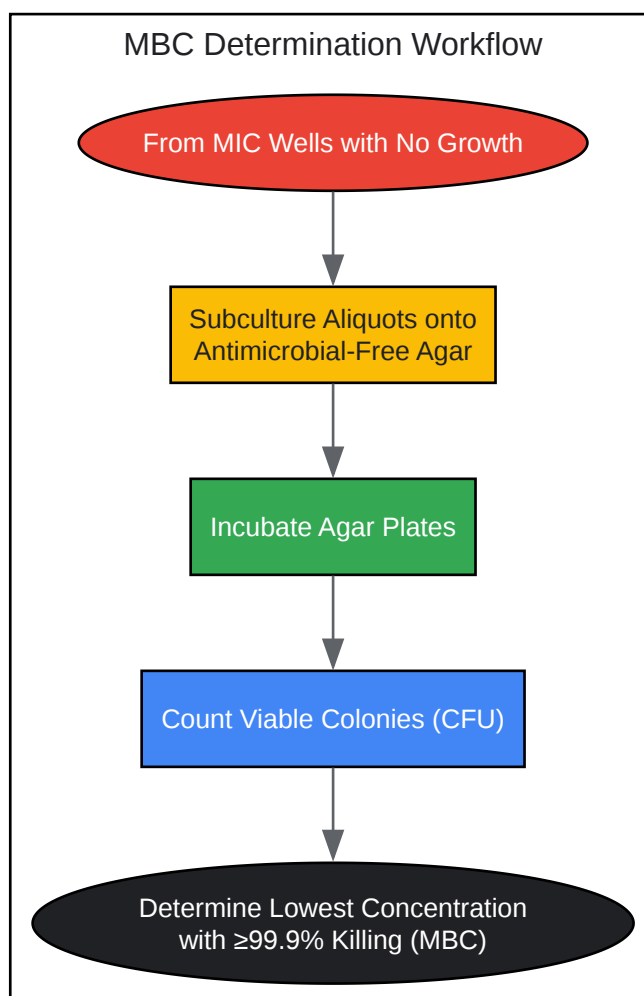 MBC Determination Workflow
From MIC Wells with No Growth
Subculture Aliquots onto
Antimicrobial-Free Agar
Incubate Agar Plates
Count Viable Colonies (CFU)
Determine Lowest Concentration
with ≥99.9% Killing (MBC)